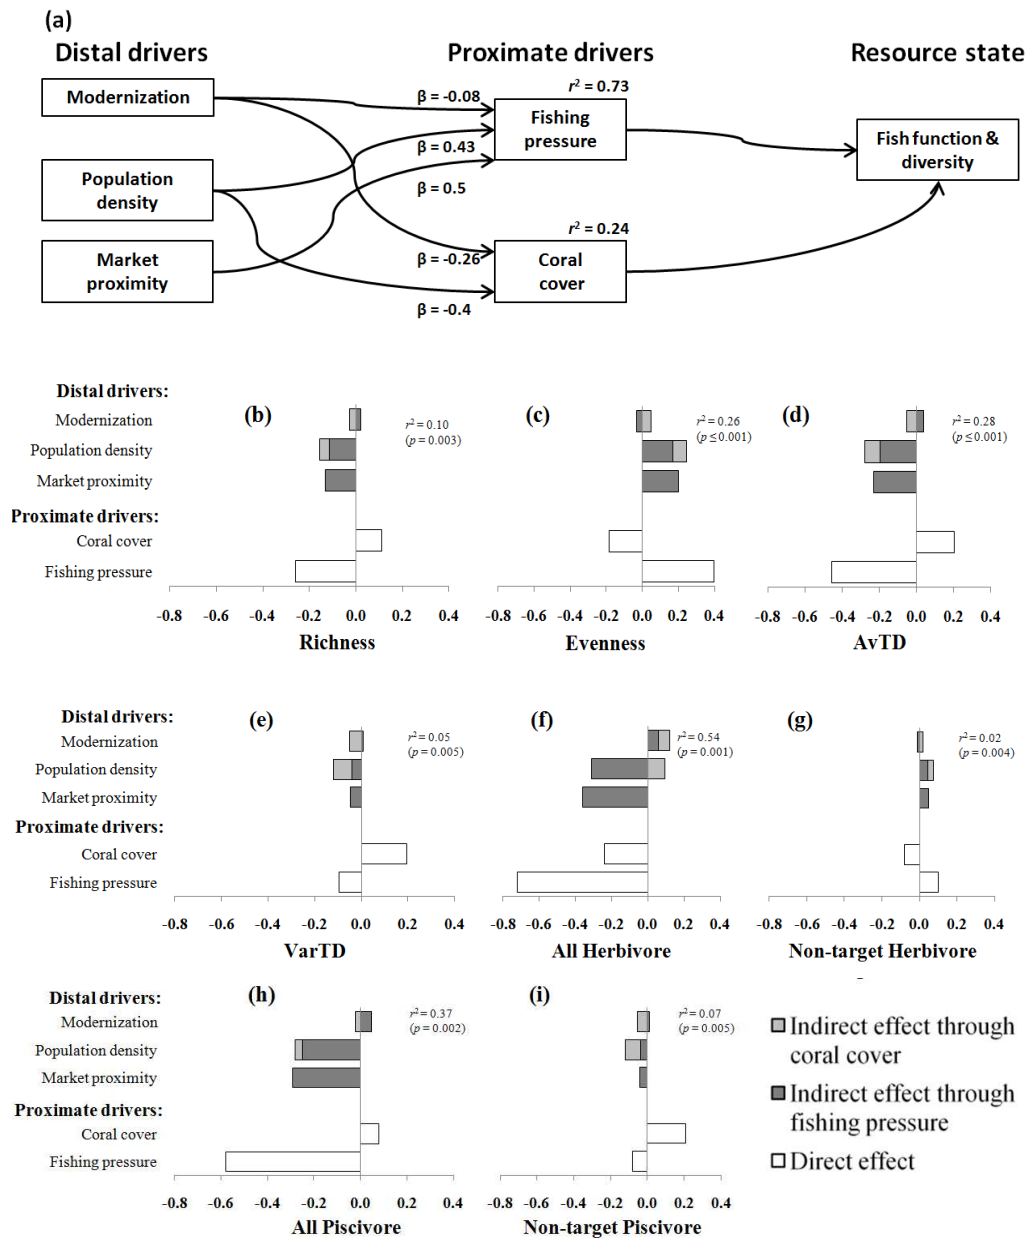 (a)
Distal drivers
Proximate drivers
Resource state
Modernization
β = -0.08
r² = 0.73
Fishing
pressure
Fish function &
diversity
β = 0.43
Population
density
β = 0.5
r² = 0.24
Market
proximity
β = -0.26
Coral
cover
β = -0.4
Distal drivers:
Modernization
Population density
Market proximity
Proximate drivers:
Coral cover
Fishing pressure
(b)
r² = 0.10
(p = 0.003)
-0.8 -0.6 -0.4 -0.2 0.0 0.2 0.4
Richness
(c)
r² = 0.26
(p ≤ 0.001)
-0.8 -0.6 -0.4 -0.2 0.0 0.2 0.4
Evenness
(d)
r² = 0.28
(p ≤ 0.001)
-0.8 -0.6 -0.4 -0.2 0.0 0.2 0.4
AvTD
Distal drivers:
Modernization
Population density
Market proximity
Proximate drivers:
Coral cover
Fishing pressure
(e)
r² = 0.05
(p = 0.005)
-0.8 -0.6 -0.4 -0.2 0.0 0.2 0.4
VarTD
(f)
r² = 0.54
(p = 0.001)
-0.8 -0.6 -0.4 -0.2 0.0 0.2 0.4
All Herbivore
(g)
r² = 0.02
(p = 0.004)
-0.8 -0.6 -0.4 -0.2 0.0 0.2 0.4
Non-target Herbivore
Distal drivers:
Modernization
Population density
Market proximity
Proximate drivers:
Coral cover
Fishing pressure
(h)
r² = 0.37
(p = 0.002)
-0.8 -0.6 -0.4 -0.2 0.0 0.2 0.4
All Piscivore
(i)
r² = 0.07
(p = 0.005)
-0.8 -0.6 -0.4 -0.2 0.0 0.2 0.4
Non-target Piscivore
Indirect effect through
coral cover
Indirect effect through
fishing pressure
Direct effect